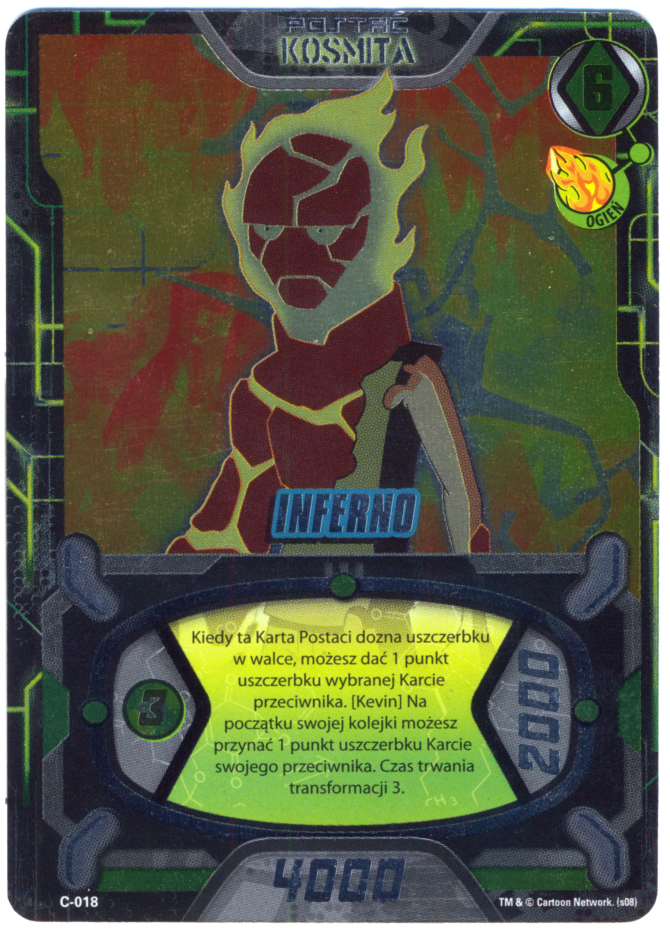 POSTAĆ
KOSMITA
6
OGIEŃ
INFERNO
Kiedy ta Karta Postaci dozna uszczerbku
w walce, możesz dać 1 punkt
uszczerbku wybranej Karcie
przeciwnika. [Kevin] Na
początku swojej kolejki możesz
przynać 1 punkt uszczerbku Karcie
swojego przeciwnika. Czas trwania
transformacji 3.
3
2000
CH3
4000
C-018
TM & © Cartoon Network. (s08)